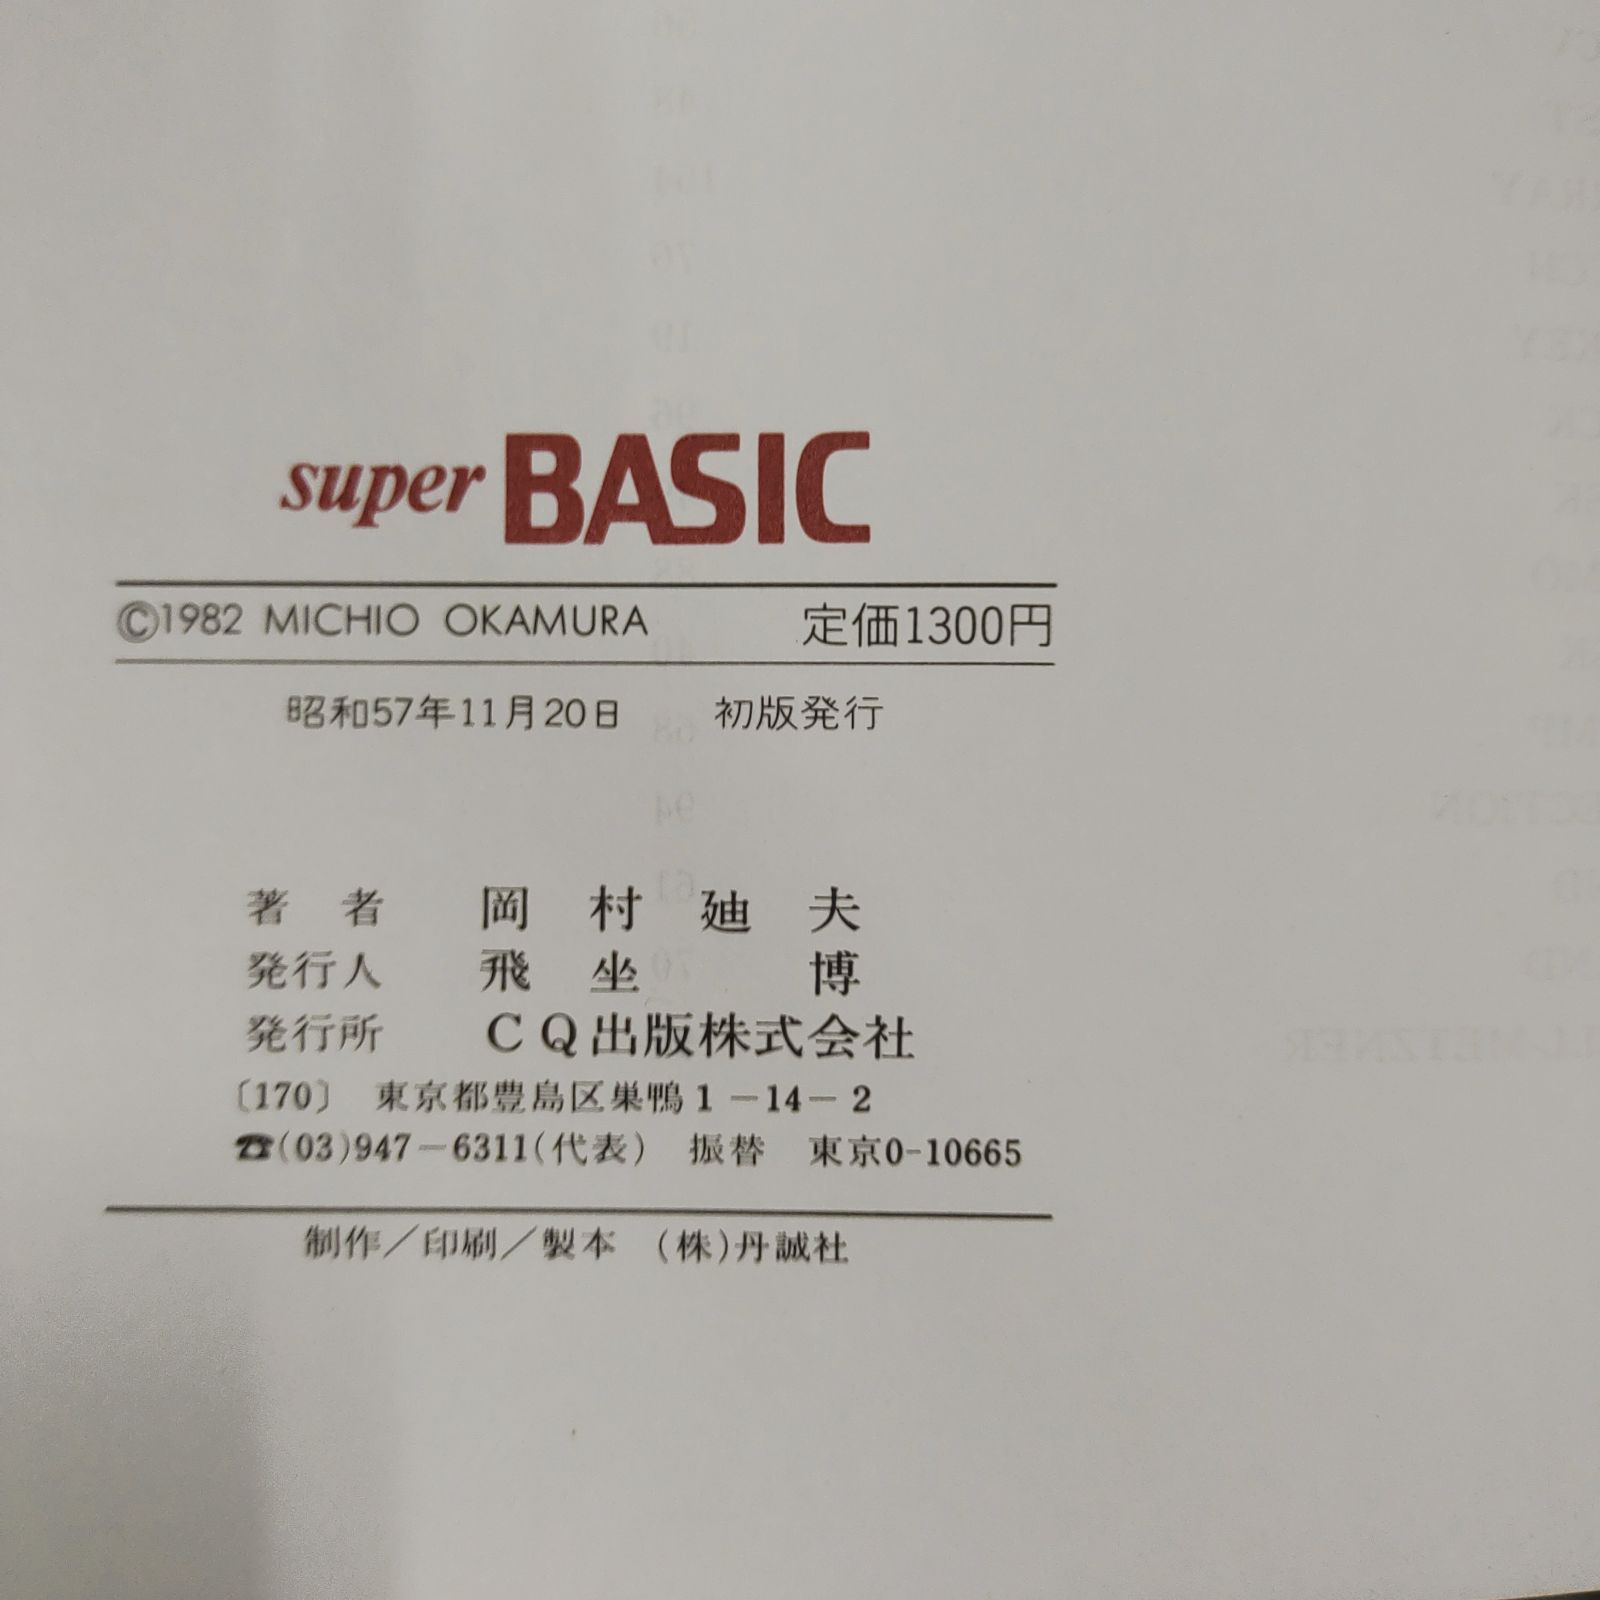 super BASIC
©1982 MICHIO OKAMURA 定価1300円
昭和57年11月20日 初版発行
著者 岡村廸夫
発行人 飛坐博
発行所 CQ出版株式会社
〔170〕 東京都豊島区巣鴨1-14-2
☎(03)947-6311(代表) 振替 東京0-10665
制作/印刷/製本 (株)丹誠社